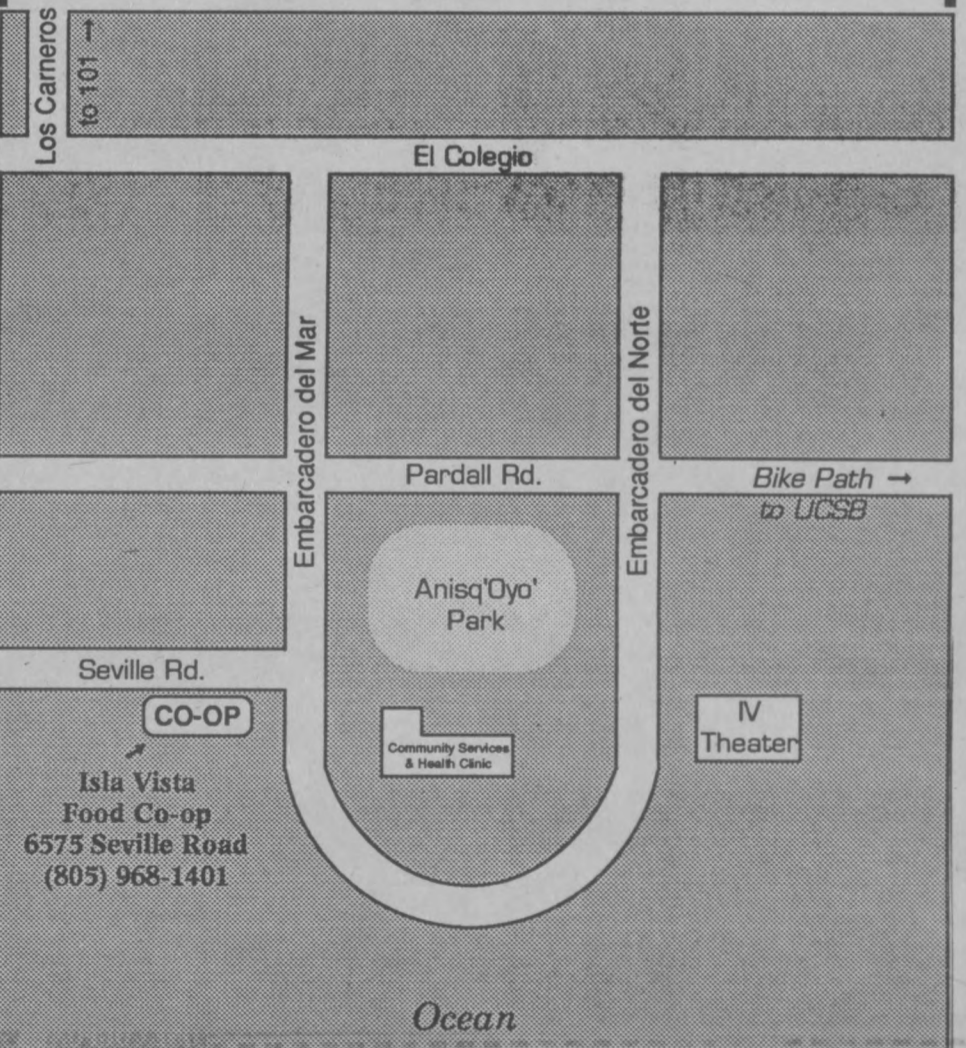 Los Carneros
to 101 →
El Colegio
Embarcadero del Mar
Embarcadero del Norte
Pardall Rd.
Bike Path →
to UCSB
Anisq'Oyo'
Park
Seville Rd.
CO-OP
IV
Theater
Community Services
& Health Clinic
Isla Vista
Food Co-op
6575 Seville Road
(805) 968-1401
Ocean